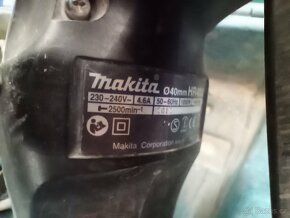 makita
Ø40mm
230-240V~ 4.6A 50-60Hz
2500min⁻¹
Makita Corporation